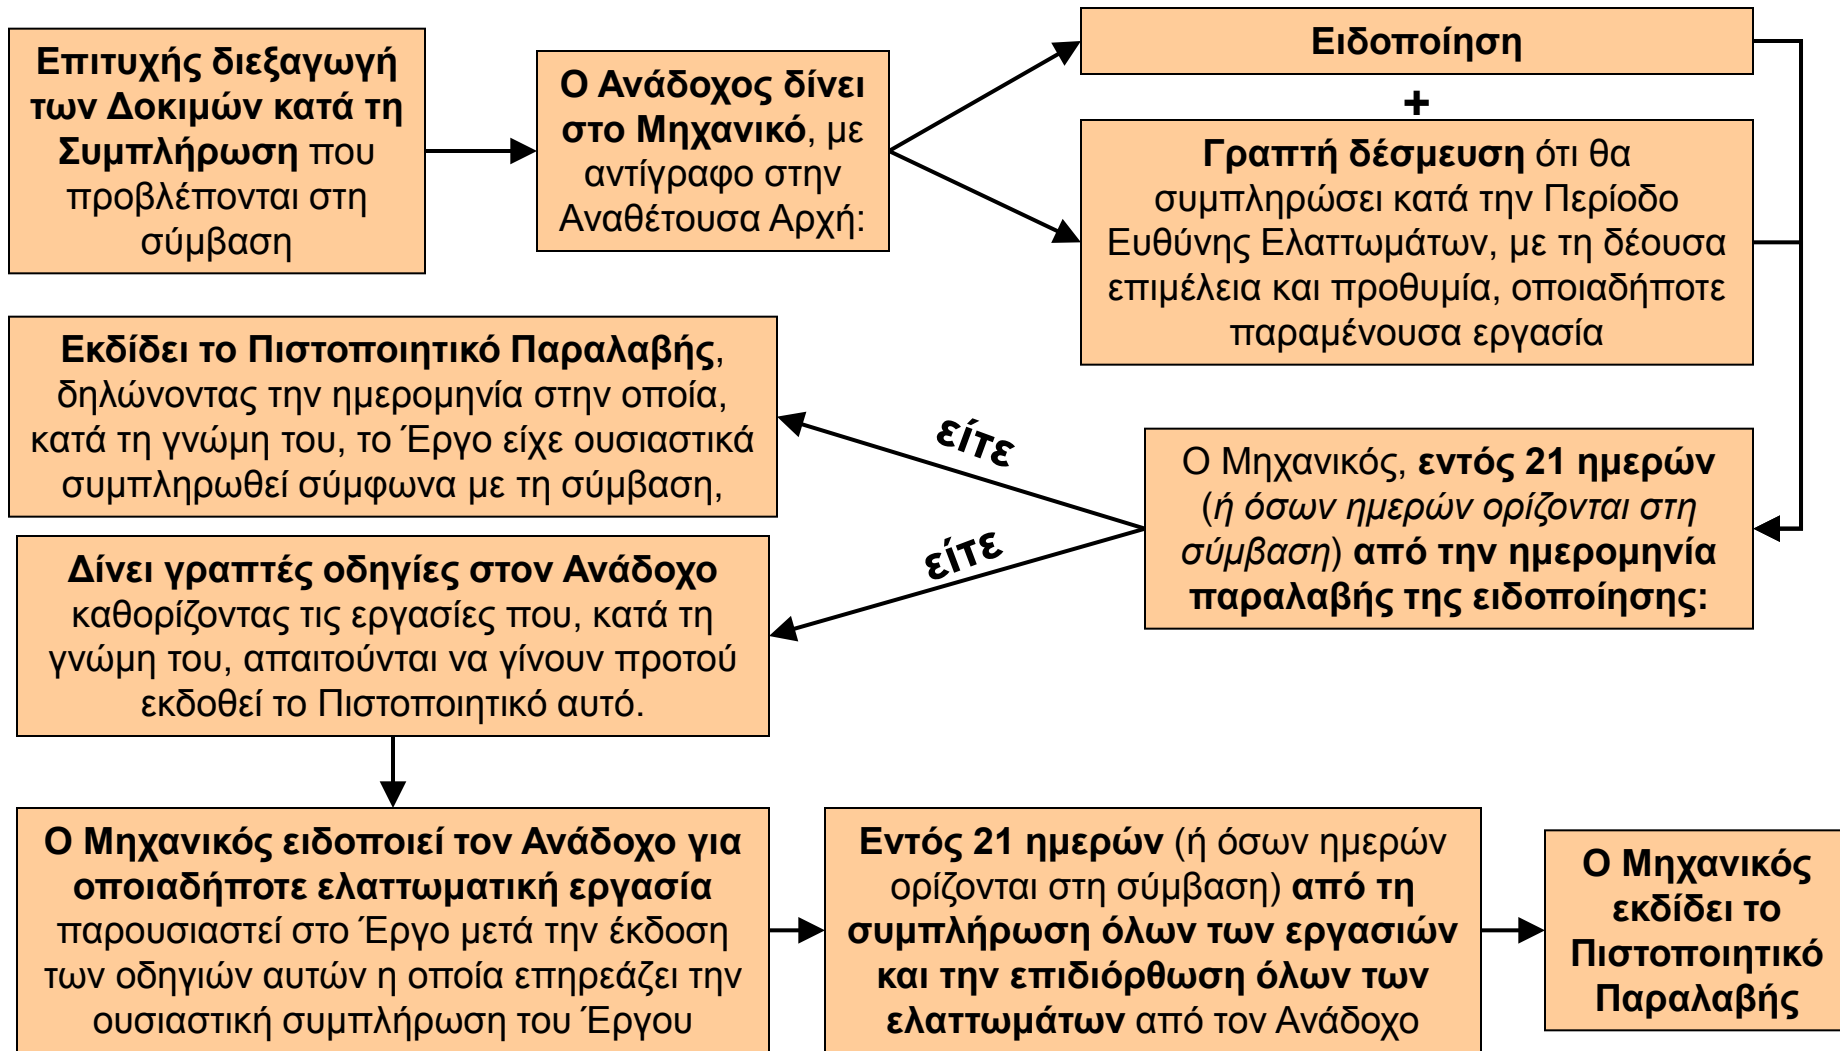 Επιτυχής διεξαγωγή
των Δοκιμών κατά τη
Συμπλήρωση που
προβλέπονται στη
σύμβαση
Ο Ανάδοχος δίνει
στο Μηχανικό, με
αντίγραφο στην
Αναθέτουσα Αρχή:
Ειδοποίηση
+
Γραπτή δέσμευση ότι θα
συμπληρώσει κατά την Περίοδο
Ευθύνης Ελαττωμάτων, με τη δέουσα
επιμέλεια και προθυμία, οποιαδήποτε
παραμένουσα εργασία
Ο Μηχανικός, εντός 21 ημερών
(ή όσων ημερών ορίζονται στη
σύμβαση) από την ημερομηνία
παραλαβής της ειδοποίησης:
είτε
Εκδίδει το Πιστοποιητικό Παραλαβής,
δηλώνοντας την ημερομηνία στην οποία,
κατά τη γνώμη του, το Έργο είχε ουσιαστικά
συμπληρωθεί σύμφωνα με τη σύμβαση,
είτε
Δίνει γραπτές οδηγίες στον Ανάδοχο
καθορίζοντας τις εργασίες που, κατά τη
γνώμη του, απαιτούνται να γίνουν προτού
εκδοθεί το Πιστοποιητικό αυτό.
Ο Μηχανικός ειδοποιεί τον Ανάδοχο για
οποιαδήποτε ελαττωματική εργασία
παρουσιαστεί στο Έργο μετά την έκδοση
των οδηγιών αυτών η οποία επηρεάζει την
ουσιαστική συμπλήρωση του Έργου
Εντός 21 ημερών (ή όσων ημερών
ορίζονται στη σύμβαση) από τη
συμπλήρωση όλων των εργασιών
και την επιδιόρθωση όλων των
ελαττωμάτων από τον Ανάδοχο
Ο Μηχανικός
εκδίδει το
Πιστοποιητικό
Παραλαβής